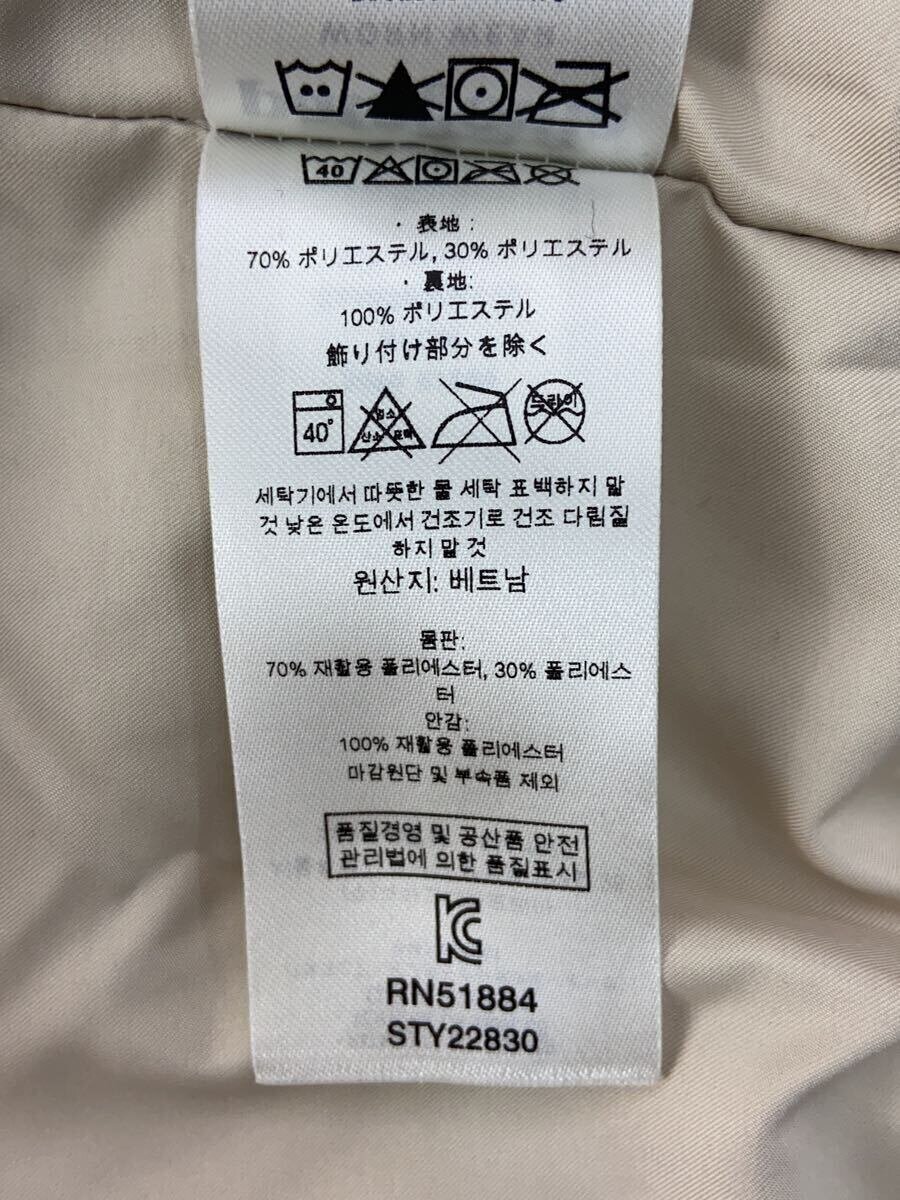 40
・表地:
70% ポリエステル, 30% ポリエステル
・裏地:
100% ポリエステル
飾り付け部分を除く
40°
염소
산소 표백
드라이
세탁기에서 따뜻한 물 세탁 표백하지 말
것 낮은 온도에서 건조기로 건조 다림질
하지 말 것
원산지: 베트남
몸판:
70% 재활용 폴리에스터, 30% 폴리에스
터
안감:
100% 재활용 폴리에스터
마감원단 및 부속품 제외
품질경영 및 공산품 안전
관리법에 의한 품질표시
RN51884
STY22830